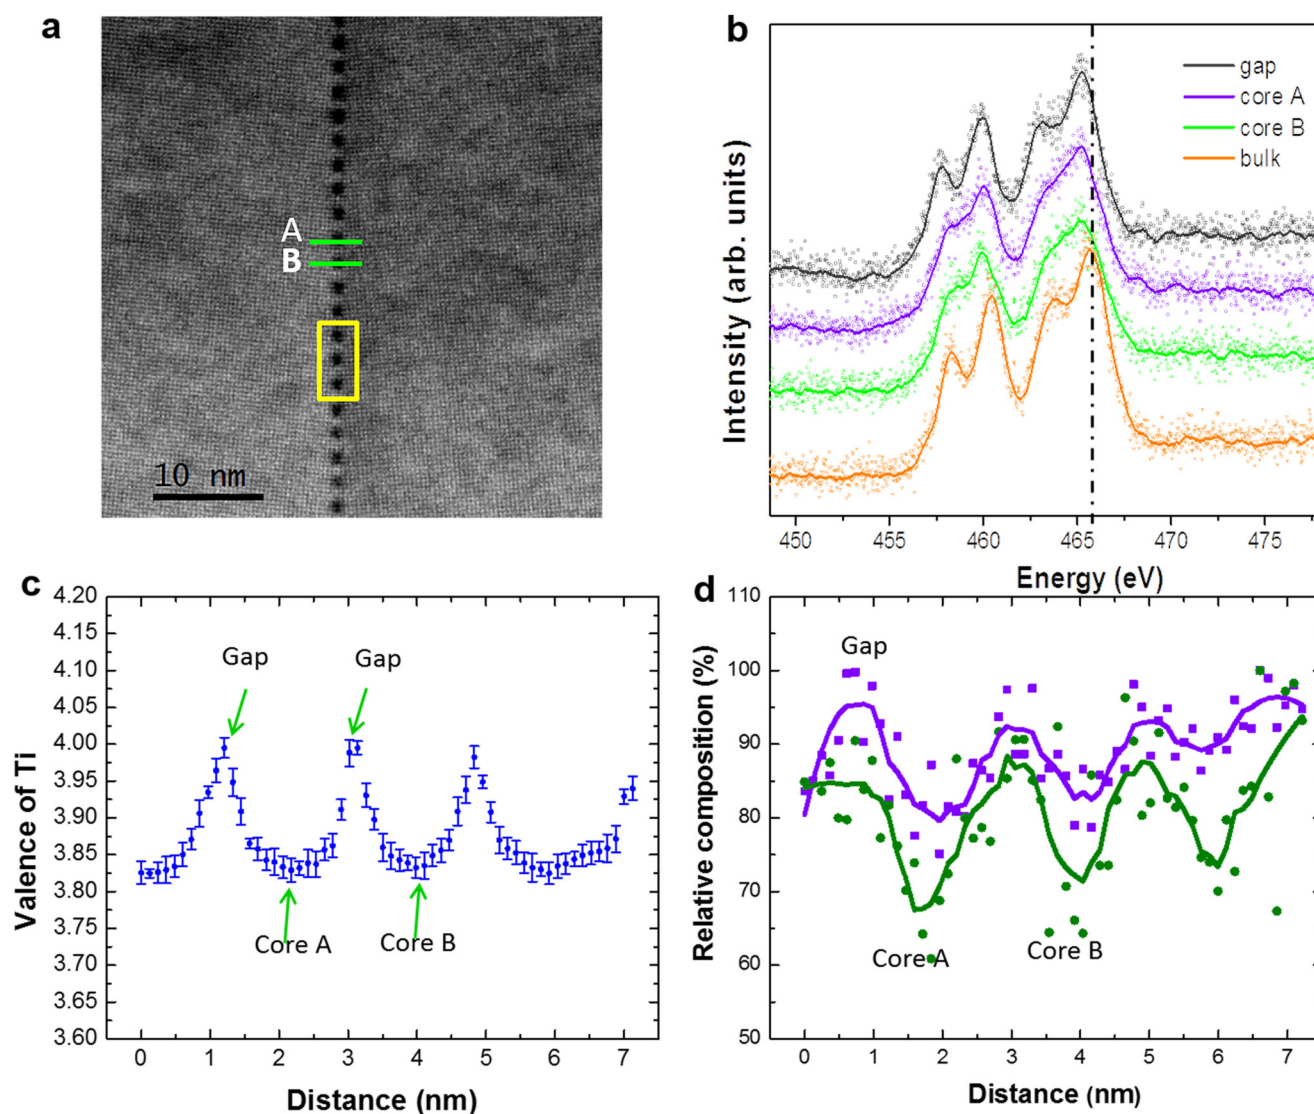 a
A
B
10 nm
b
gap
core A
core B
bulk
Intensity (arb. units)
450 455 460 465 470 475
Energy (eV)
c
4.20
4.15
4.10
4.05
4.00
3.95
3.90
3.85
3.80
3.75
3.70
3.65
3.60
Valence of Ti
Gap
Gap
Core A
Core B
0 1 2 3 4 5 6 7
Distance (nm)
d
110
100
90
80
70
60
50
Relative composition (%)
Gap
Core A
Core B
0 1 2 3 4 5 6 7
Distance (nm)